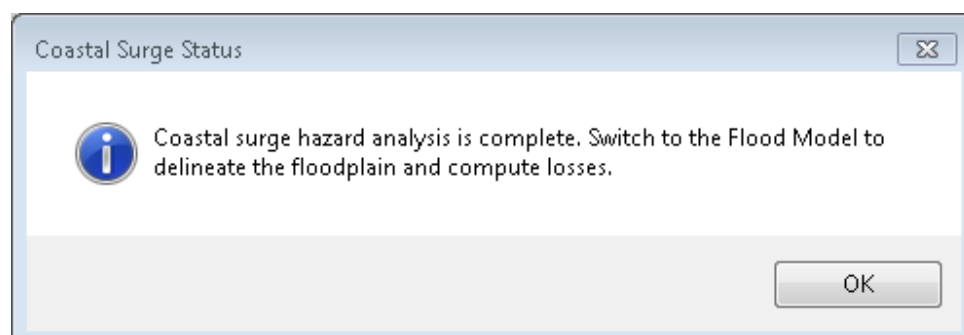 Coastal Surge Status
Coastal surge hazard analysis is complete. Switch to the Flood Model to
delineate the floodplain and compute losses.
OK